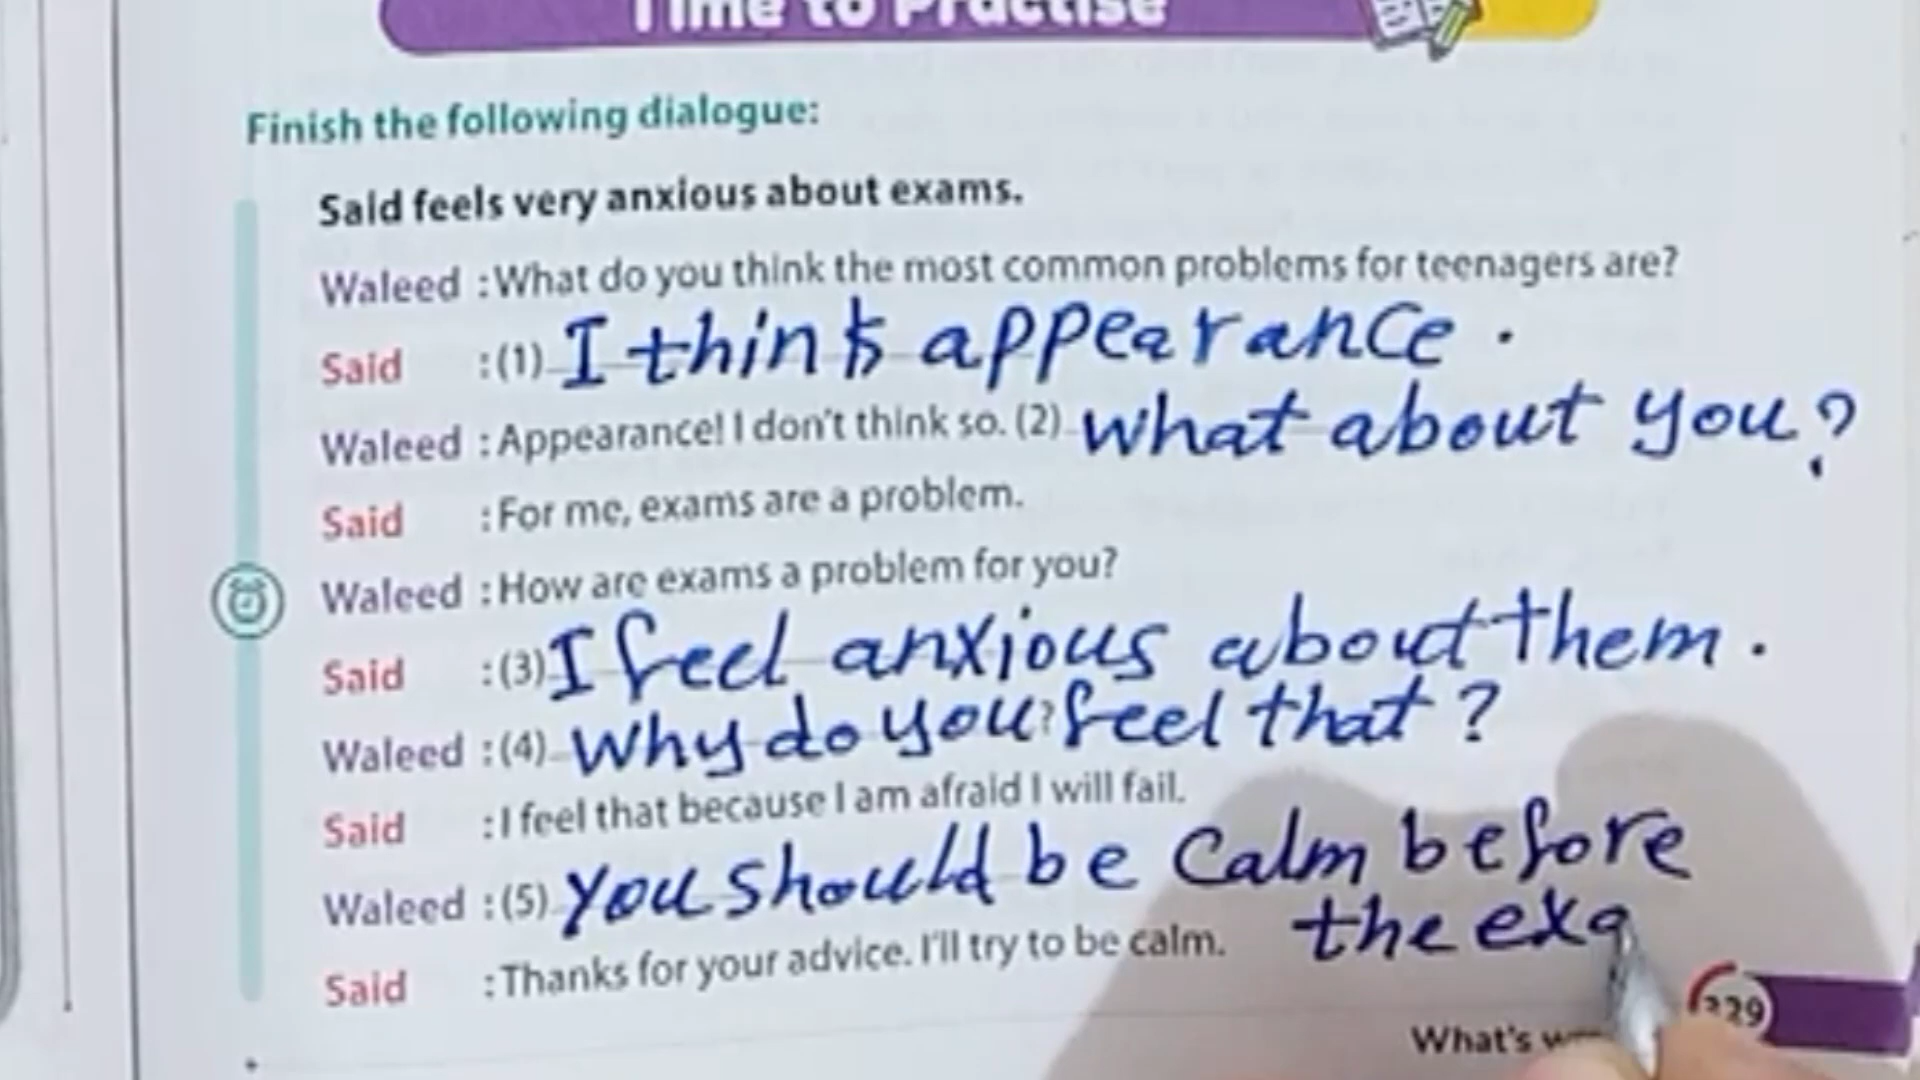 Time to Practise
Finish the following dialogue:
Said feels very anxious about exams.
Waleed : What do you think the most common problems for teenagers are?
Said : (1) I think appearance.
Waleed : Appearance! I don't think so. (2) what about you?
Said : For me, exams are a problem.
Waleed : How are exams a problem for you?
Said : (3) I feel anxious about them.
Waleed : (4) Why do you ? feel that?
Said : I feel that because I am afraid I will fail.
Waleed : (5) You should be calm before
the exa
Said : Thanks for your advice. I'll try to be calm.
329
What's